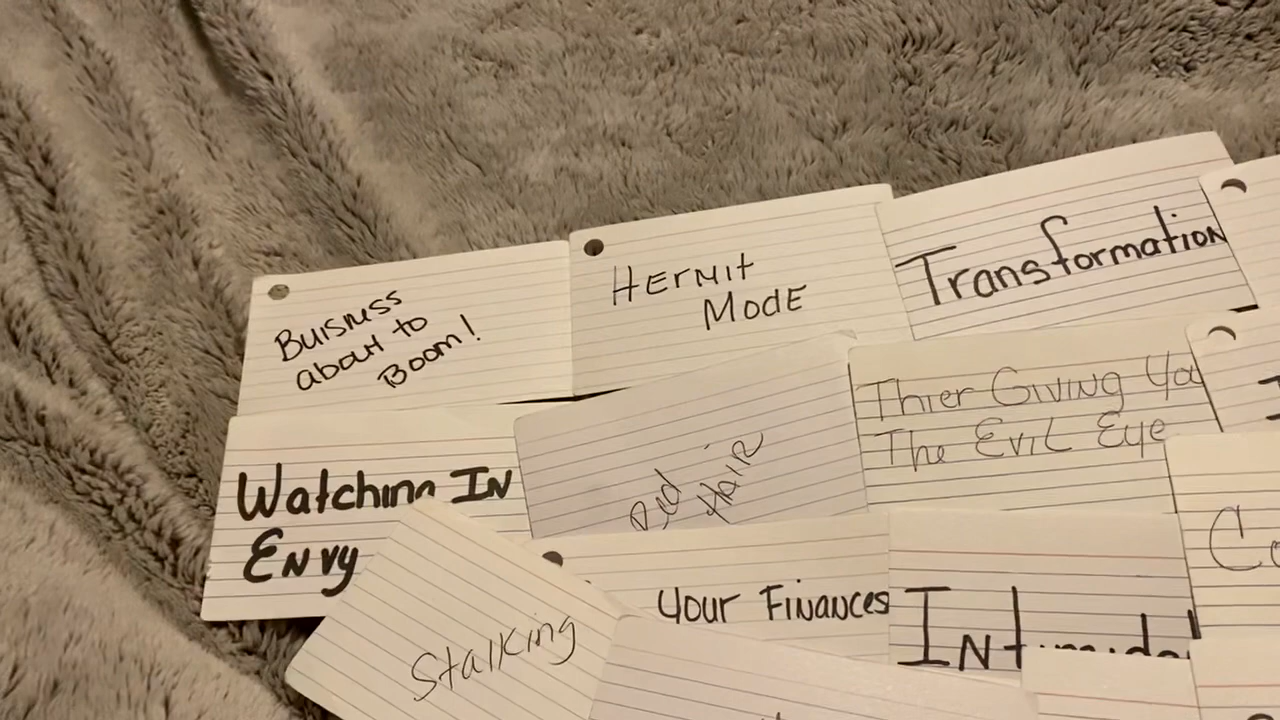 Buisness
about to
Boom!
HErmit
ModE
Transformation
Watching In
Envy
Hair
Thier Giving You
The Evil Eye
Stalking
Your Finances